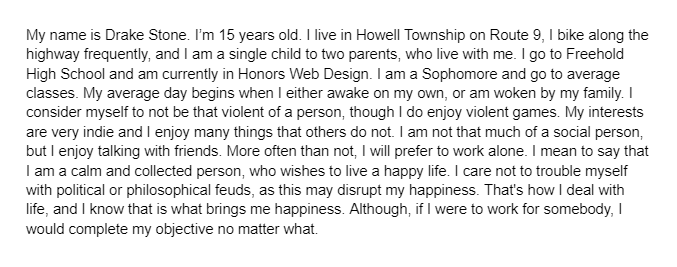 My name is Drake Stone. I'm 15 years old. I live in Howell Township on Route 9, I bike along the
highway frequently, and I am a single child to two parents, who live with me. I go to Freehold
High School and am currently in Honors Web Design. I am a Sophomore and go to average
classes. My average day begins when I either awake on my own, or am woken by my family. I
consider myself to not be that violent of a person, though I do enjoy violent games. My interests
are very indie and I enjoy many things that others do not. I am not that much of a social person,
but I enjoy talking with friends. More often than not, I will prefer to work alone. I mean to say that
I am a calm and collected person, who wishes to live a happy life. I care not to trouble myself
with political or philosophical feuds, as this may disrupt my happiness. That's how I deal with
life, and I know that is what brings me happiness. Although, if I were to work for somebody, I
would complete my objective no matter what.